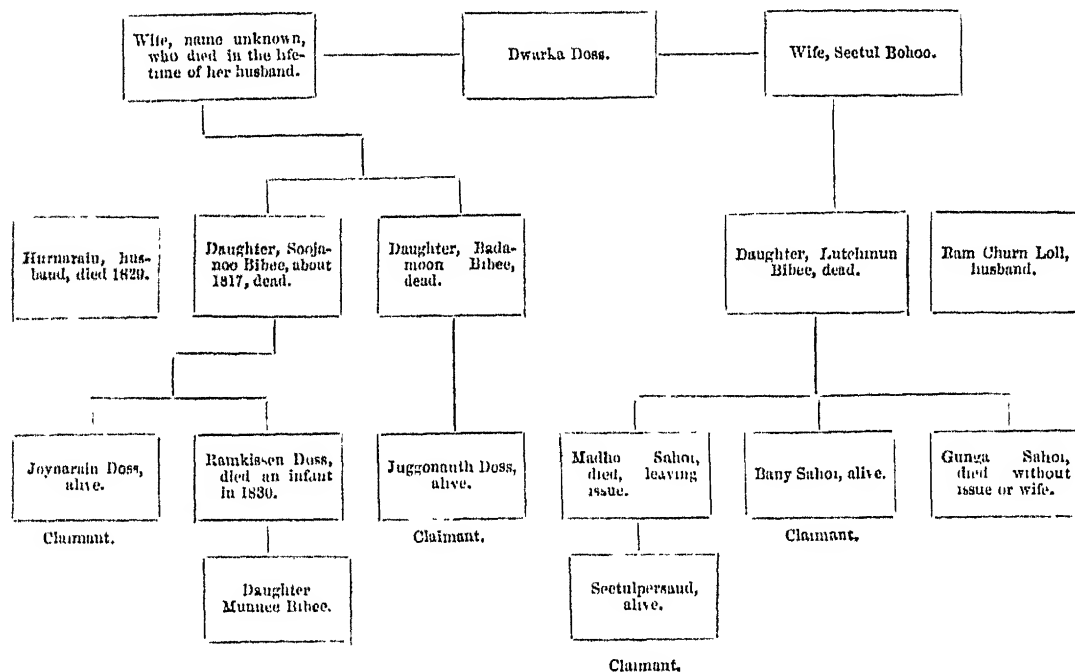 Wife, name unknown,
who died in the life-
time of her husband.
Dwarka Doss.
Wife, Seetul Bohoo.
Hurnarain, hus-
band, died 1829.
Daughter, Sooja-
noo Bibee, about
1817, dead.
Daughter, Bada-
moon Bibee,
dead.
Daughter, Lutchmun
Bibee, dead.
Ram Churn Loll,
husband.
Joynarain Doss,
alive.
Ramkissen Doss,
died an infant
in 1830.
Juggonauth Doss,
alive.
Madho Sahoi,
died, leaving
issue.
Bany Sahoi, alive.
Gunga Sahoi,
died without
issue or wife.
Claimant.
Claimant.
Claimant.
Daughter
Munnee Bibee.
Seetulpersaud,
alive.
Claimant.